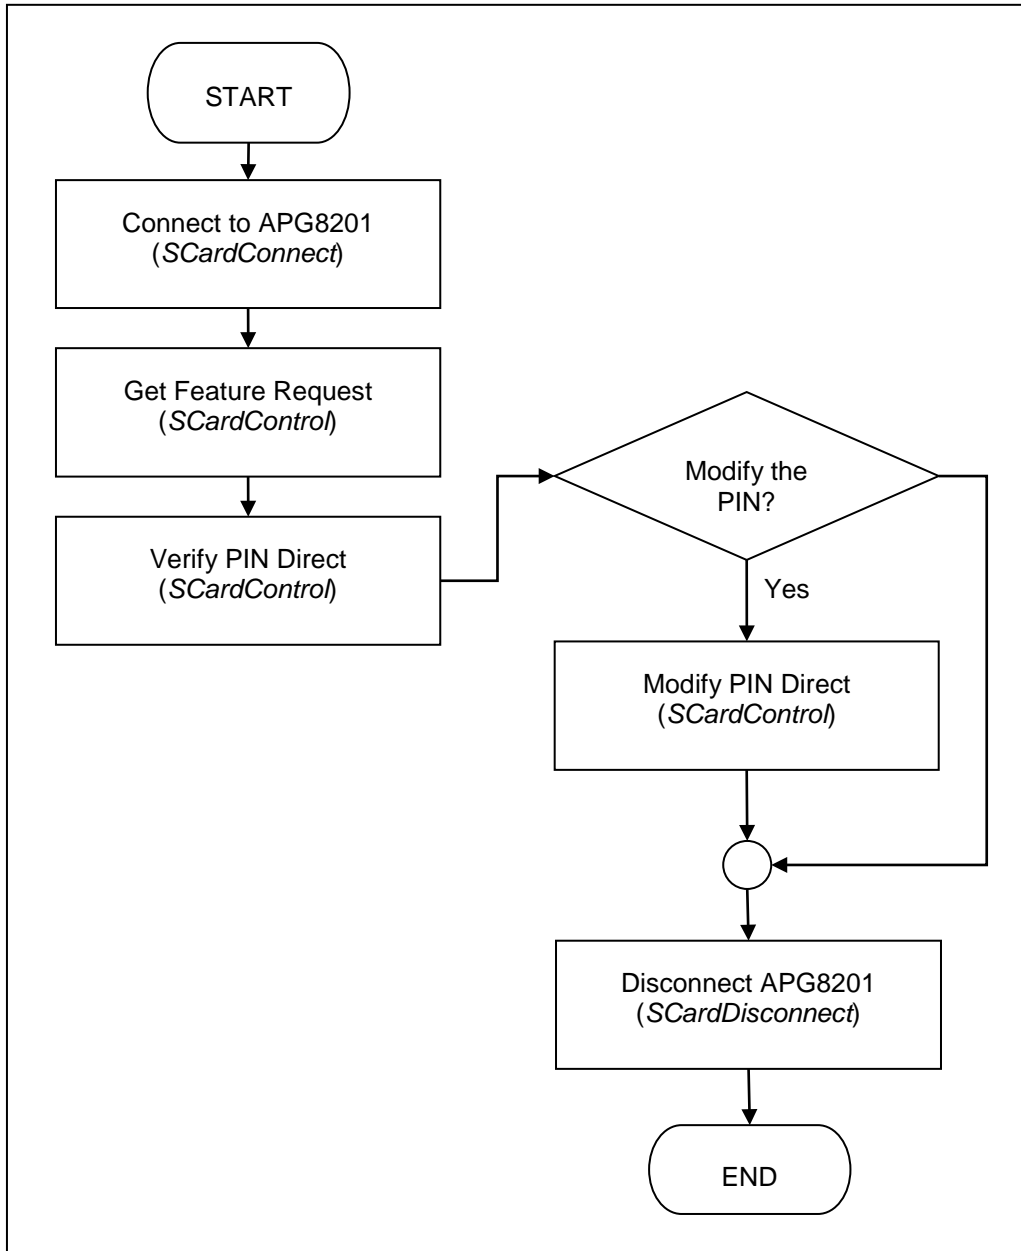 START
Connect to APG8201
(SCardConnect)
Get Feature Request
(SCardControl)
Verify PIN Direct
(SCardControl)
Modify the
PIN?
Yes
Modify PIN Direct
(SCardControl)
Disconnect APG8201
(SCardDisconnect)
END